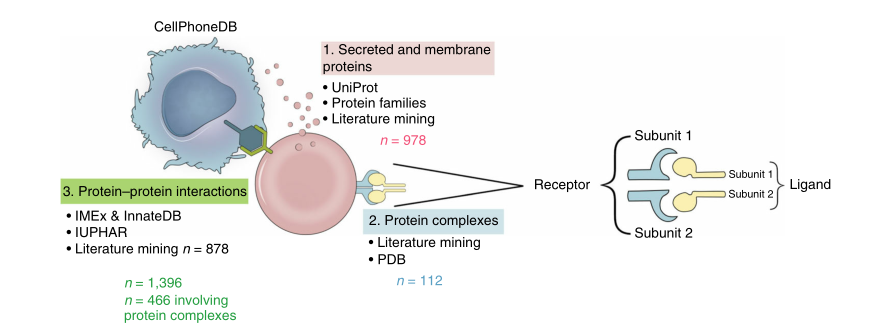 CellPhoneDB
1. Secreted and membrane
proteins
• UniProt
• Protein families
• Literature mining
n = 978
3. Protein–protein interactions
• IMEx & InnateDB
• IUPHAR
• Literature mining n = 878
n = 1,396
n = 466 involving
protein complexes
2. Protein complexes
• Literature mining
• PDB
n = 112
Receptor
Subunit 1
Subunit 2
Subunit 1
Subunit 2
Ligand